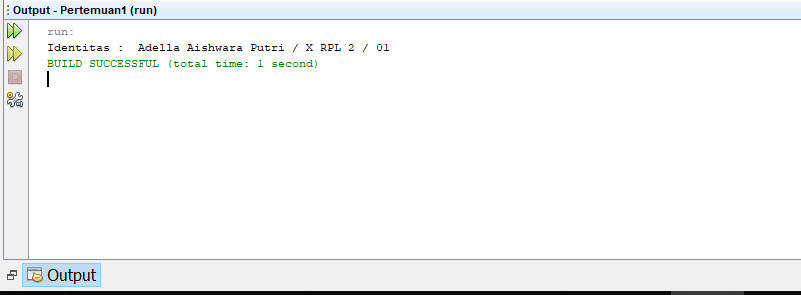 Output - Pertemuan1 (run)
run:
Identitas :  Adella Aishwara Putri / X RPL 2 / 01
BUILD SUCCESSFUL (total time: 1 second)
Output